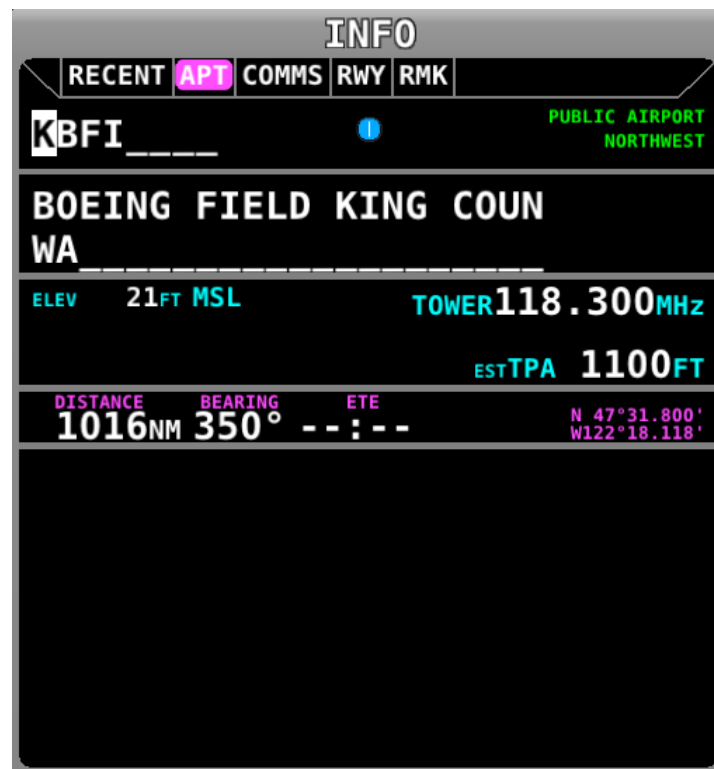 INFO
RECENT APT COMMS RWY RMK
KBFI____ PUBLIC AIRPORT
NORTHWEST
BOEING FIELD KING COUN
WA____________________
ELEV 21FT MSL TOWER118.300MHz
ESTTPA 1100FT
DISTANCE BEARING ETE
1016NM 350° --:-- N 47°31.800'
W122°18.118'